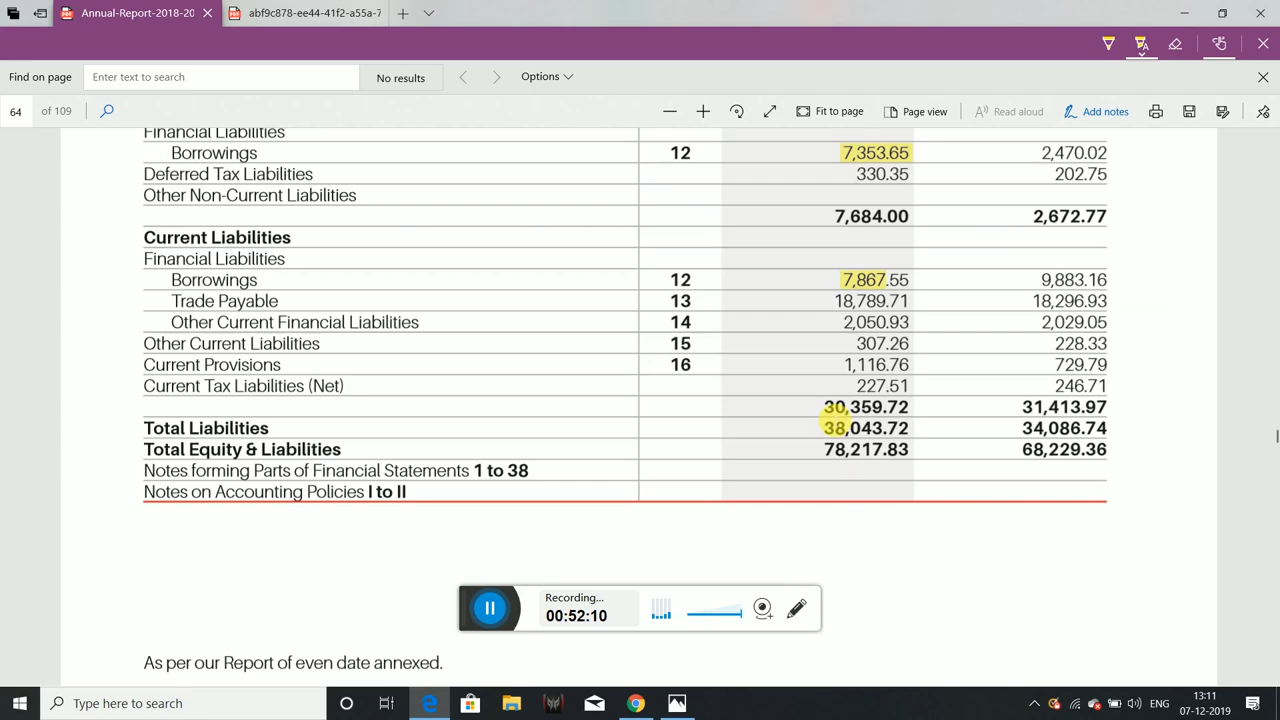 Annual-Report-2018-20
abf9c878-ee44-41f2-a55a-7
Find on page
Enter text to search
No results
Options
64 of 109
Fit to page
Page view
Read aloud
Add notes
Financial Liabilities
Borrowings 12 7,353.65 2,470.02
Deferred Tax Liabilities 330.35 202.75
Other Non-Current Liabilities
7,684.00 2,672.77
Current Liabilities
Financial Liabilities
Borrowings 12 7,867.55 9,883.16
Trade Payable 13 18,789.71 18,296.93
Other Current Financial Liabilities 14 2,050.93 2,029.05
Other Current Liabilities 15 307.26 228.33
Current Provisions 16 1,116.76 729.79
Current Tax Liabilities (Net) 227.51 246.71
30,359.72 31,413.97
Total Liabilities 38,043.72 34,086.74
Total Equity & Liabilities 78,217.83 68,229.36
Notes forming Parts of Financial Statements 1 to 38
Notes on Accounting Policies I to II
Recording...
00:52:10
As per our Report of even date annexed.
Type here to search
ENG
13:11
07-12-2019